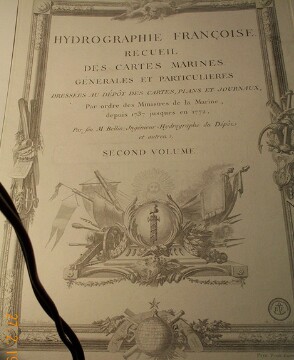 HYDROGRAPHIE FRANÇOISE
RECUEIL
DES CARTES MARINES
GENERALES ET PARTICULIERES
DRESSÉES AU DÉPÔT DES CARTES, PLANS ET JOURNAUX,
Par ordre des Ministres de la Marine,
depuis 1737 jusques en 1772,
Par feu M. Bellin, Ingénieur Hydrographe du Dépôt,
et autres.
SECOND VOLUME